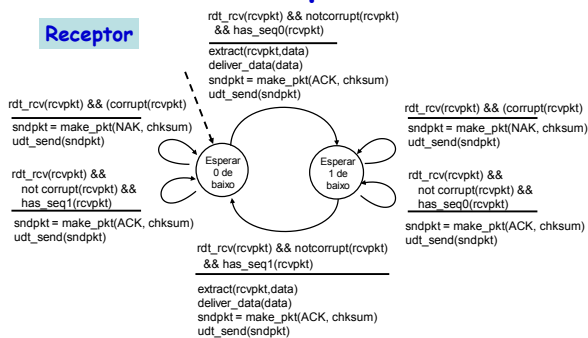 Receptor
rdt_rcv(rcvpkt) && notcorrupt(rcvpkt)
&& has_seq0(rcvpkt)
extract(rcvpkt,data)
deliver_data(data)
sndpkt = make_pkt(ACK, chksum)
udt_send(sndpkt)
rdt_rcv(rcvpkt) && (corrupt(rcvpkt)
sndpkt = make_pkt(NAK, chksum)
udt_send(sndpkt)
rdt_rcv(rcvpkt) &&
not corrupt(rcvpkt) &&
has_seq1(rcvpkt)
sndpkt = make_pkt(ACK, chksum)
udt_send(sndpkt)
Esperar
0 de
baixo
Esperar
1 de
baixo
rdt_rcv(rcvpkt) && (corrupt(rcvpkt)
sndpkt = make_pkt(NAK, chksum)
udt_send(sndpkt)
rdt_rcv(rcvpkt) &&
not corrupt(rcvpkt) &&
has_seq0(rcvpkt)
sndpkt = make_pkt(ACK, chksum)
udt_send(sndpkt)
rdt_rcv(rcvpkt) && notcorrupt(rcvpkt)
&& has_seq1(rcvpkt)
extract(rcvpkt,data)
deliver_data(data)
sndpkt = make_pkt(ACK, chksum)
udt_send(sndpkt)